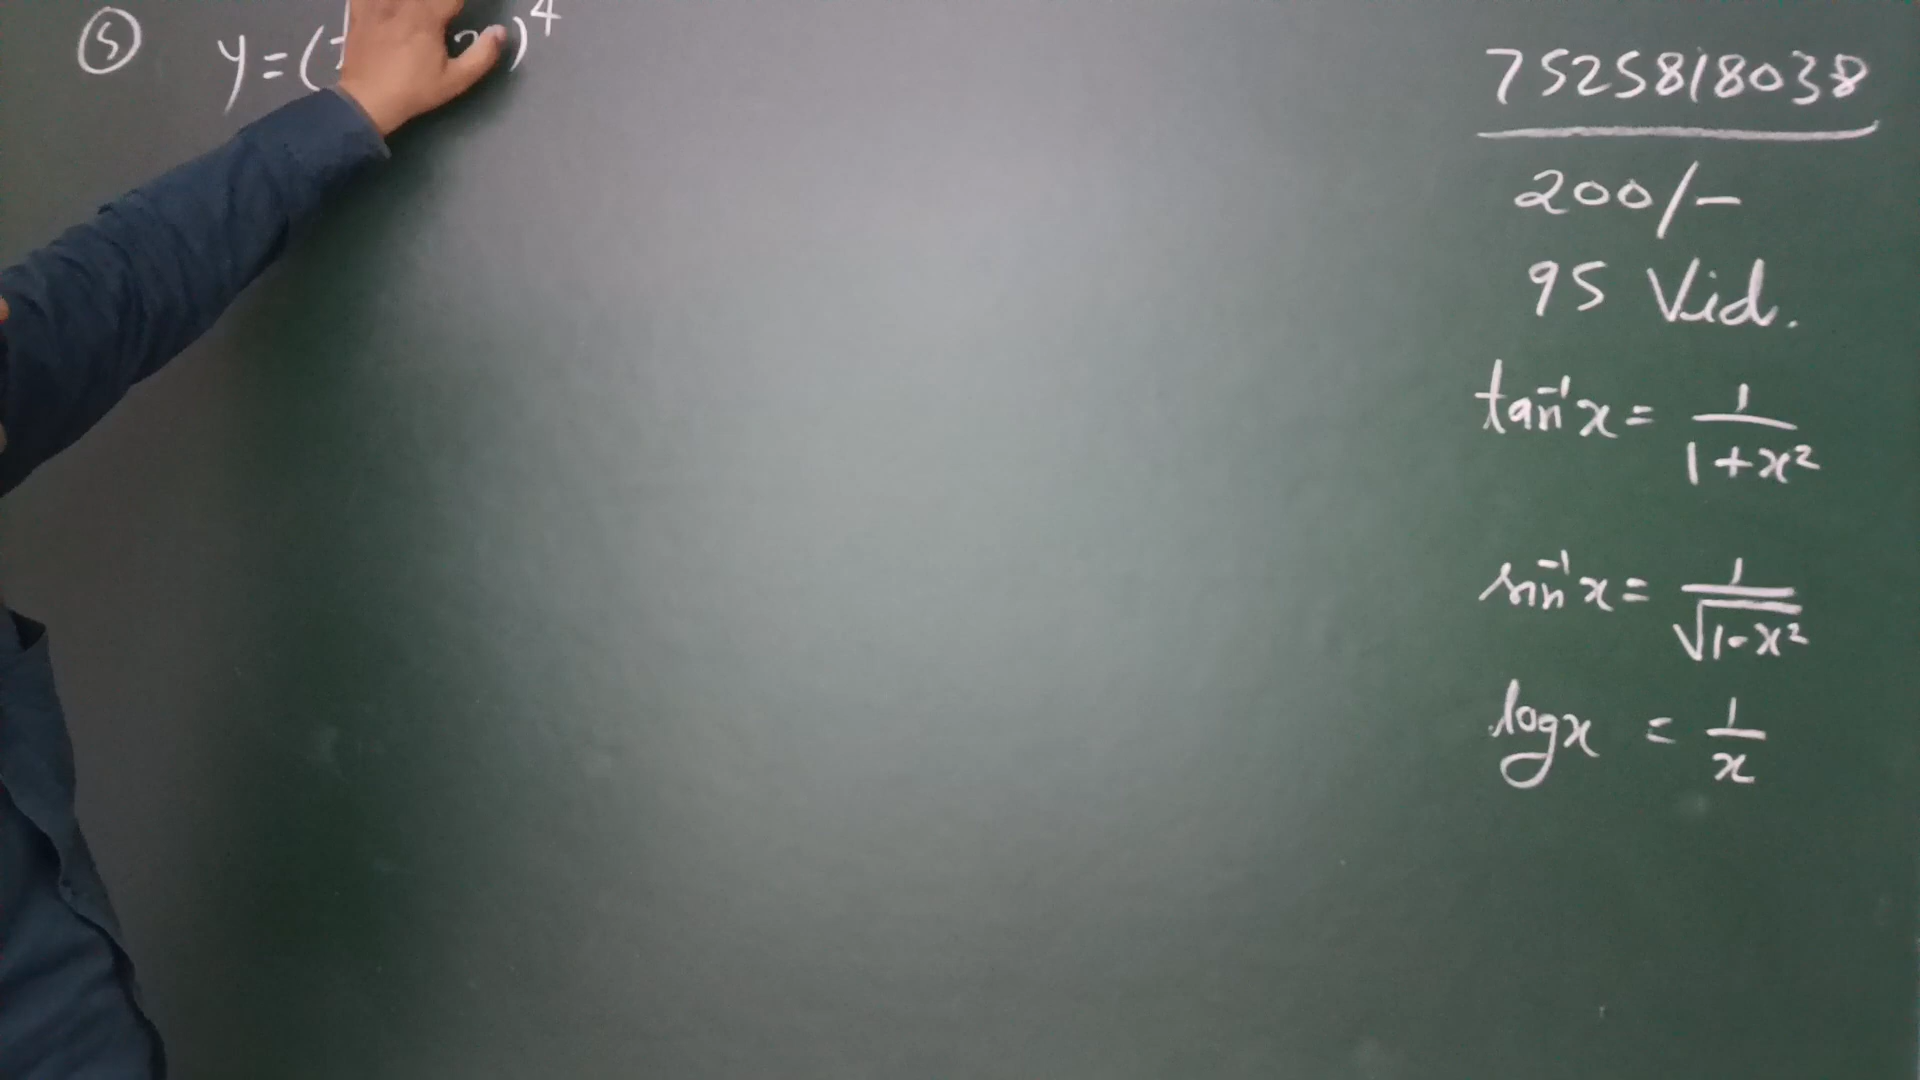 ⑤ y = ( )⁴
7525818038
200/-
95 Vid.
tan⁻¹x = 1/(1+x²)
sin⁻¹x = 1/√(1-x²)
logx = 1/x